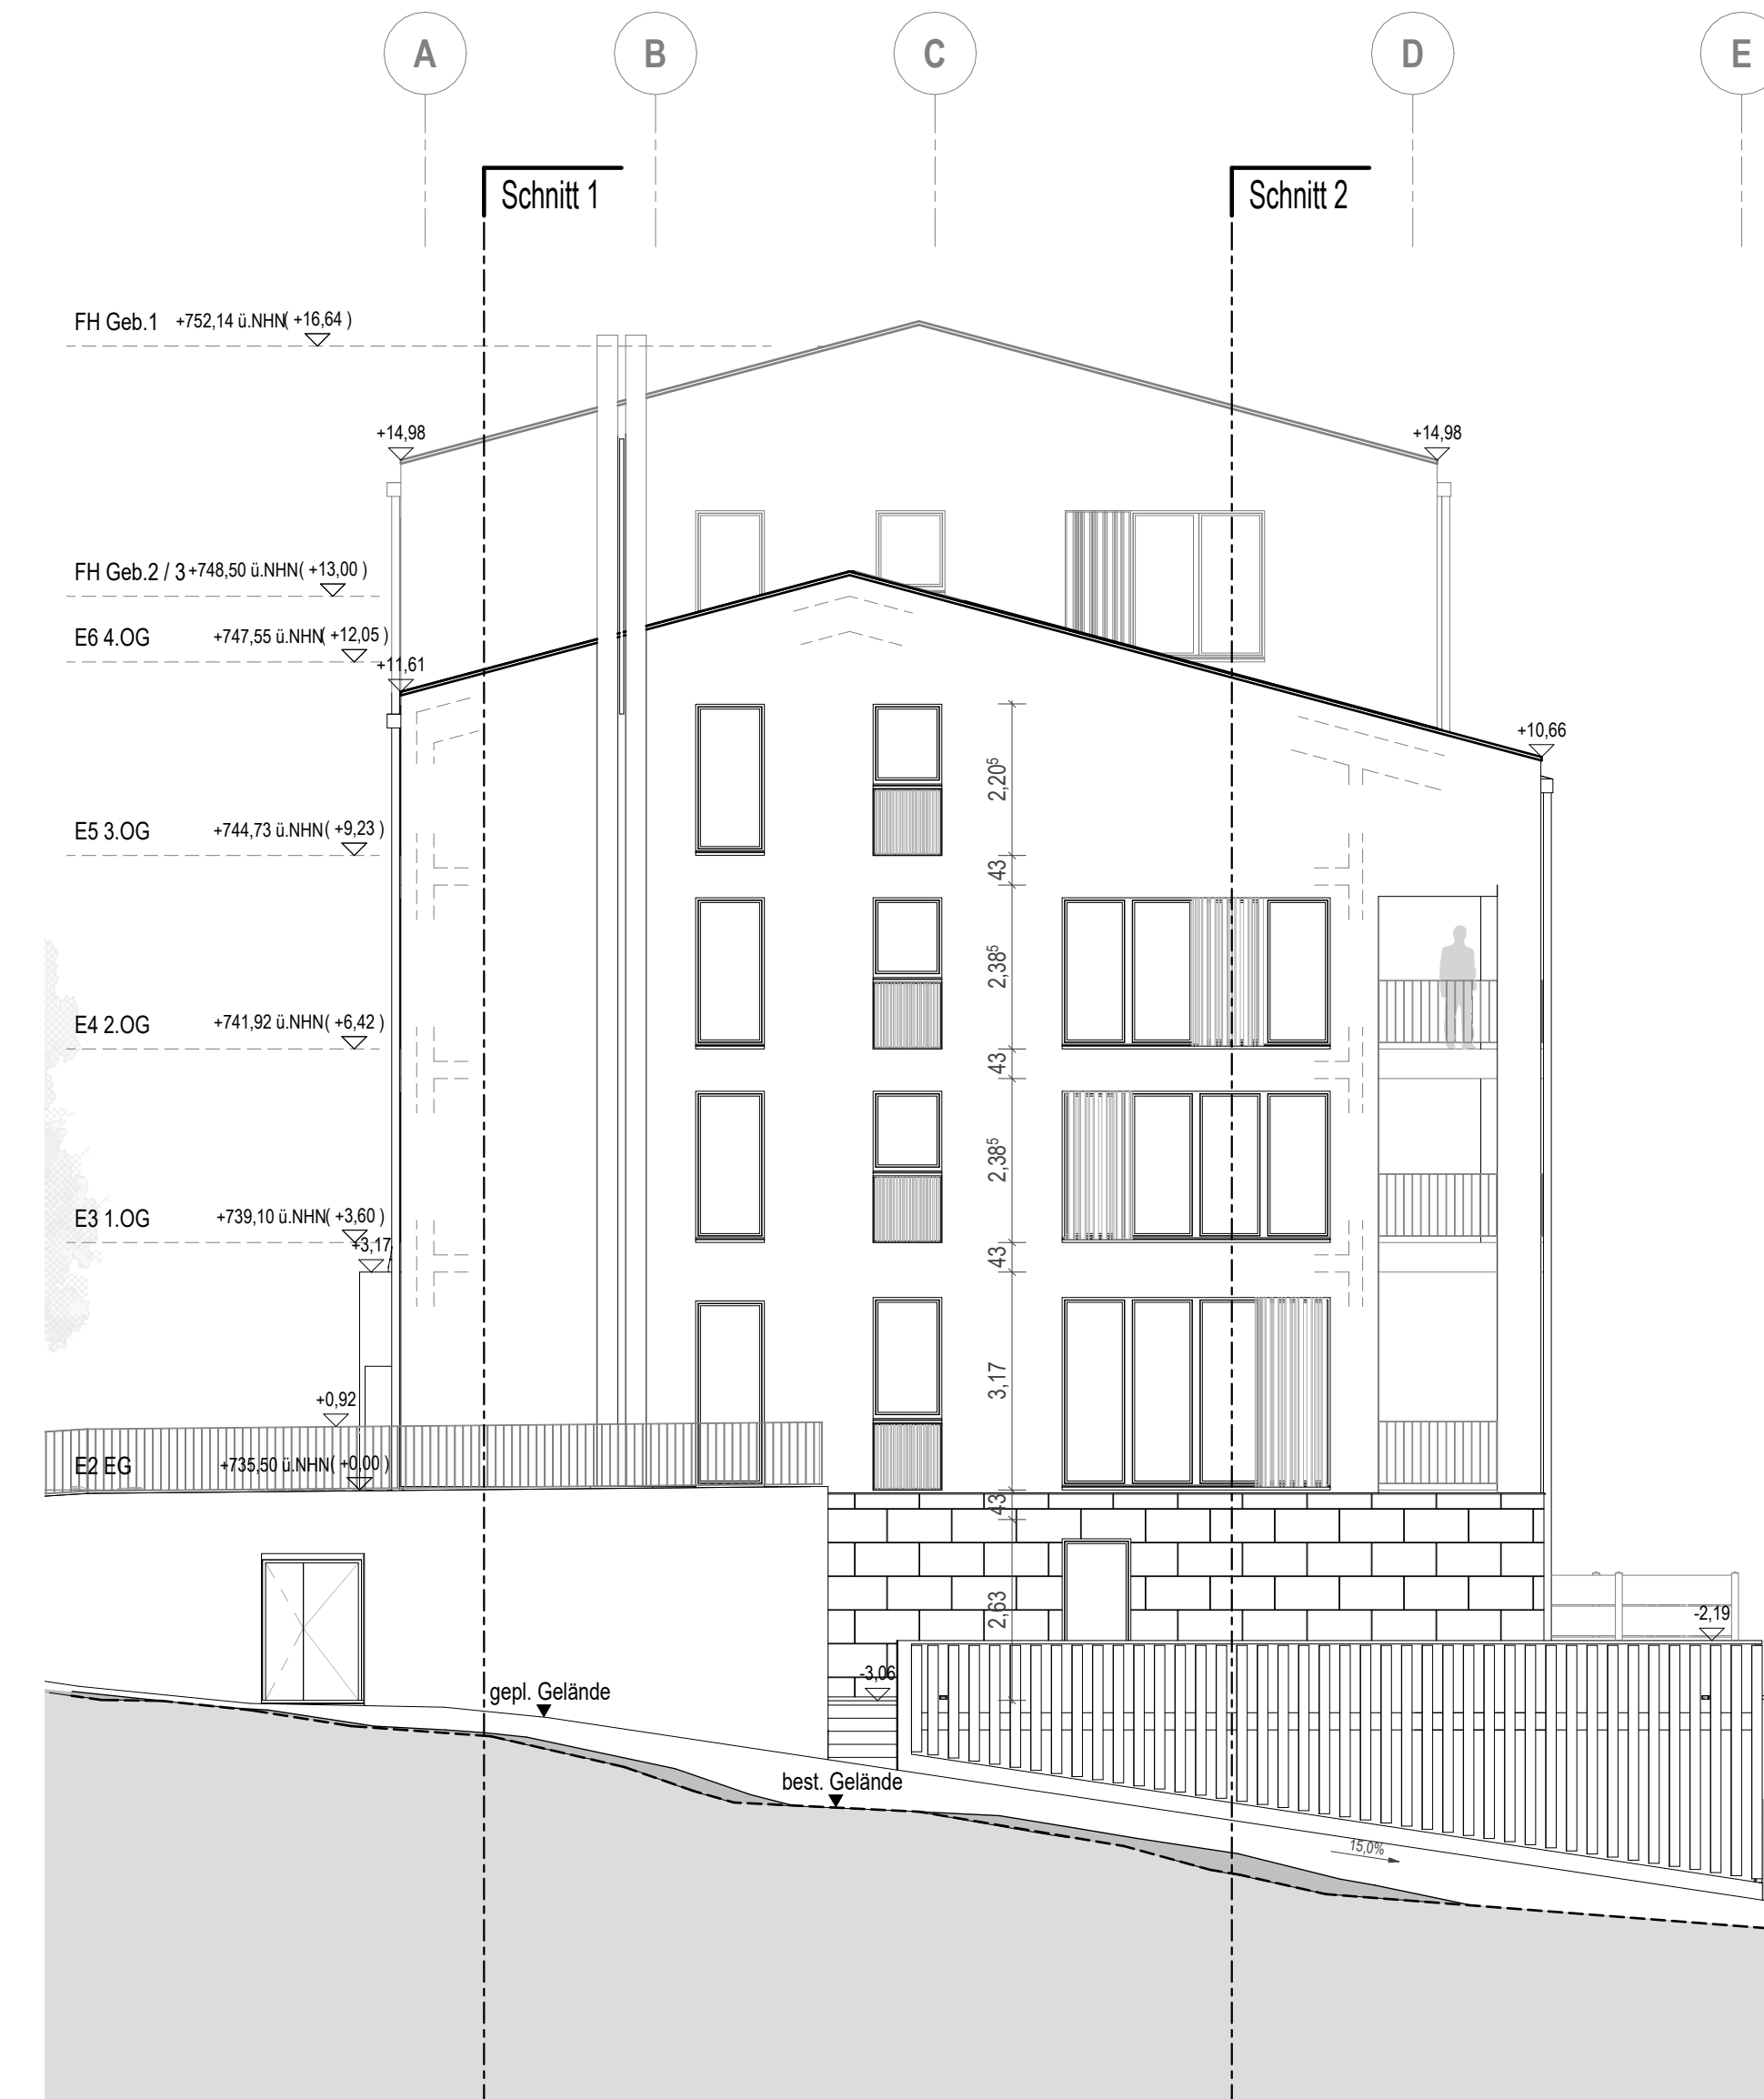 A B C D E
Schnitt 1 Schnitt 2
FH Geb.1 +752,14 ü.NHN( +16,64 )
+14,98 +14,98
FH Geb.2 / 3 +748,50 ü.NHN( +13,00 )
E6 4.OG +747,55 ü.NHN( +12,05 )
+11,61
+10,66
2,20⁵
E5 3.OG +744,73 ü.NHN( +9,23 )
43
2,38⁵
E4 2.OG +741,92 ü.NHN( +6,42 )
43
2,38⁵
E3 1.OG +739,10 ü.NHN( +3,60 )
+3,17
43
3,17
+0,92
E2 EG +735,50 ü.NHN( +0,00 )
43
2,63
-2,19
-3,06
gepl. Gelände
best. Gelände
15,0%